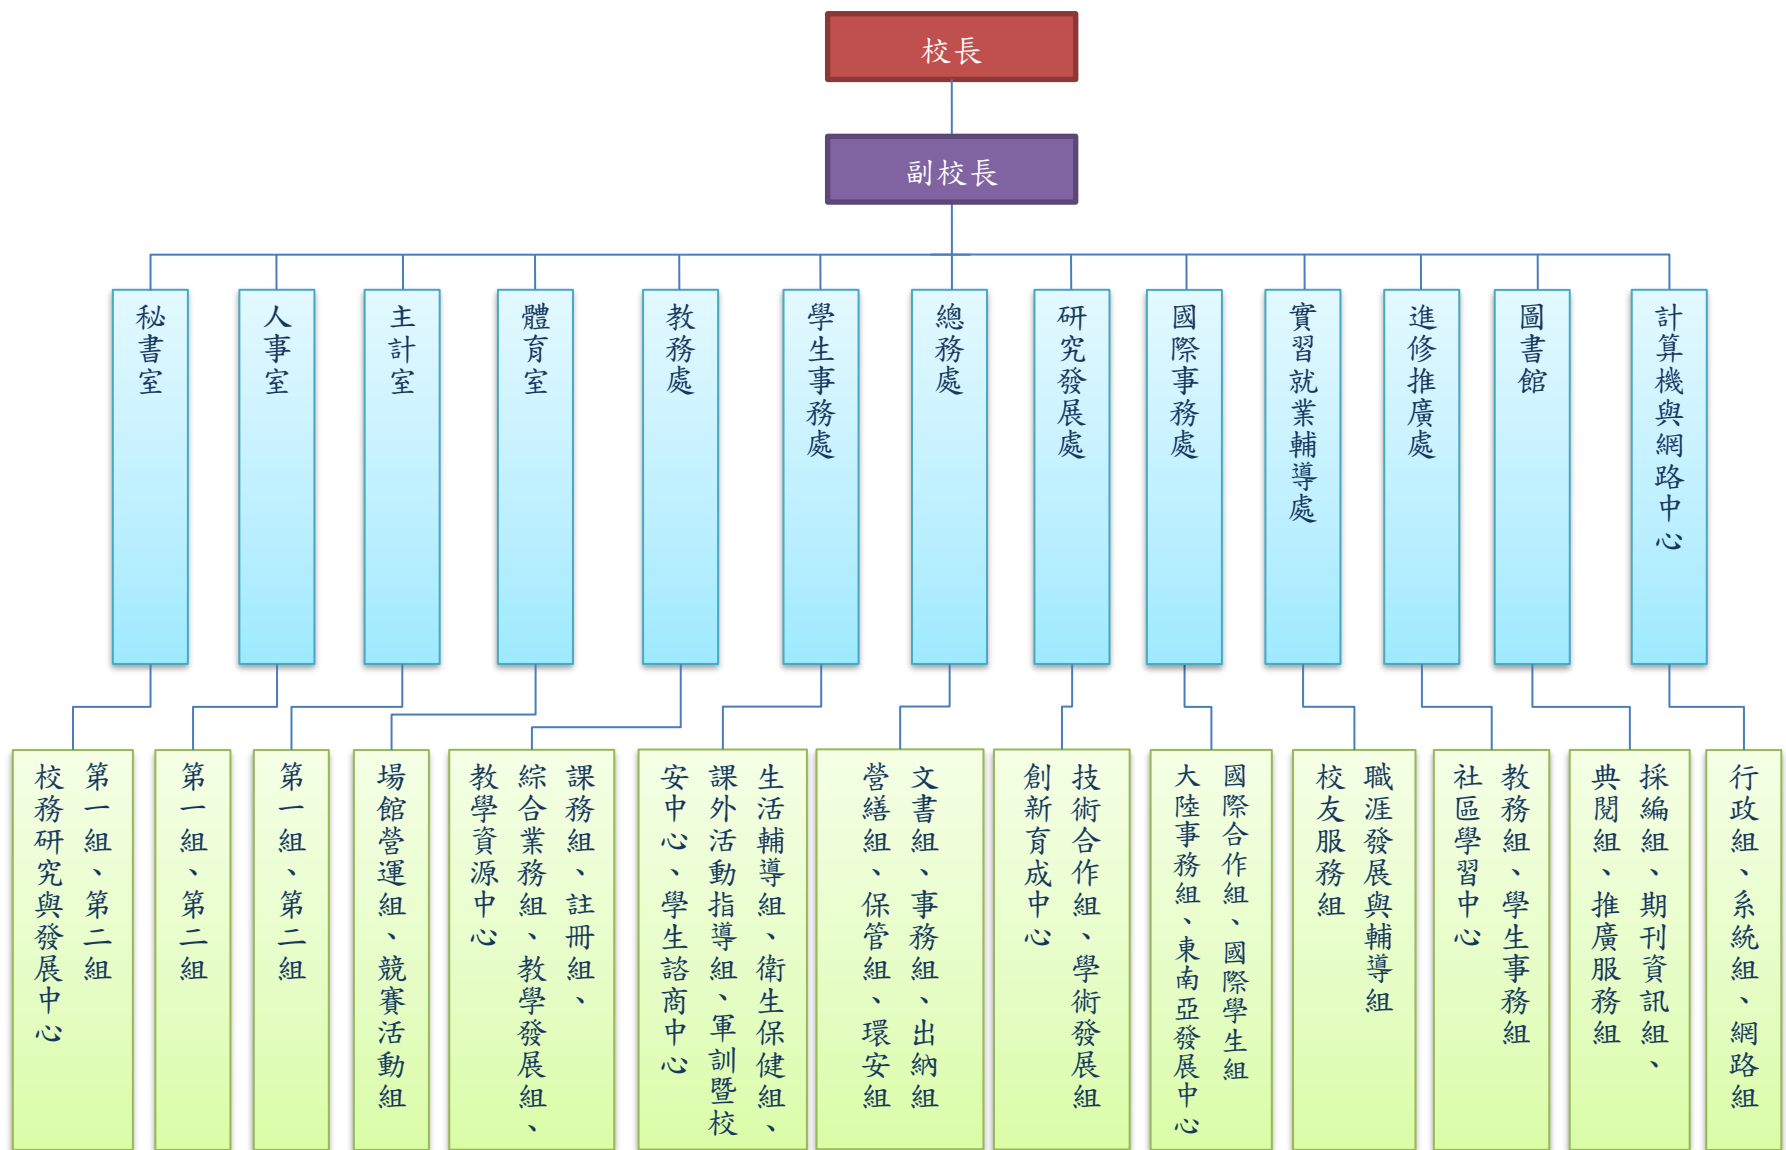 校長
副校長
秘書室
人事室
主計室
體育室
教務處
學生事務處
總務處
研究發展處
國際事務處
實習就業輔導處
進修推廣處
圖書館
計算機與網路中心
第一組、第二組
校務研究與發展中心
第一組、第二組
第一組、第二組
場館營運組、競賽活動組
課務組、註冊組、
綜合業務組、教學發展組、
教學資源中心
生活輔導組、衛生保健組、
課外活動指導組、軍訓暨校
安中心、學生諮商中心
文書組、事務組、出納組
營繕組、保管組、環安組
技術合作組、學術發展組
創新育成中心
國際合作組、國際學生組
大陸事務組、東南亞發展中心
職涯發展與輔導組
校友服務組
教務組、學生事務組
社區學習中心
採編組、期刊資訊組、
典閱組、推廣服務組
行政組、系統組、網路組